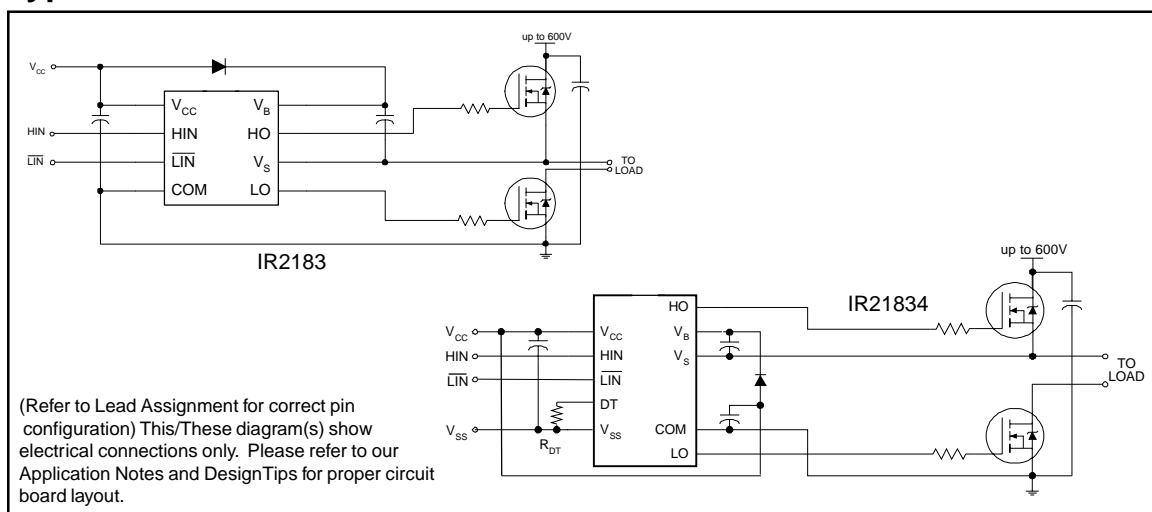 up to 600V
VCC
VCC VB
HIN HIN HO
LIN LIN VS TO
LOAD
COM LO
IR2183
up to 600V
HO IR21834
VCC VCC VB
HIN HIN VS
LIN LIN TO
LOAD
DT
VSS VSS COM
RDT LO
(Refer to Lead Assignment for correct pin
configuration) This/These diagram(s) show
electrical connections only. Please refer to our
Application Notes and DesignTips for proper circuit
board layout.